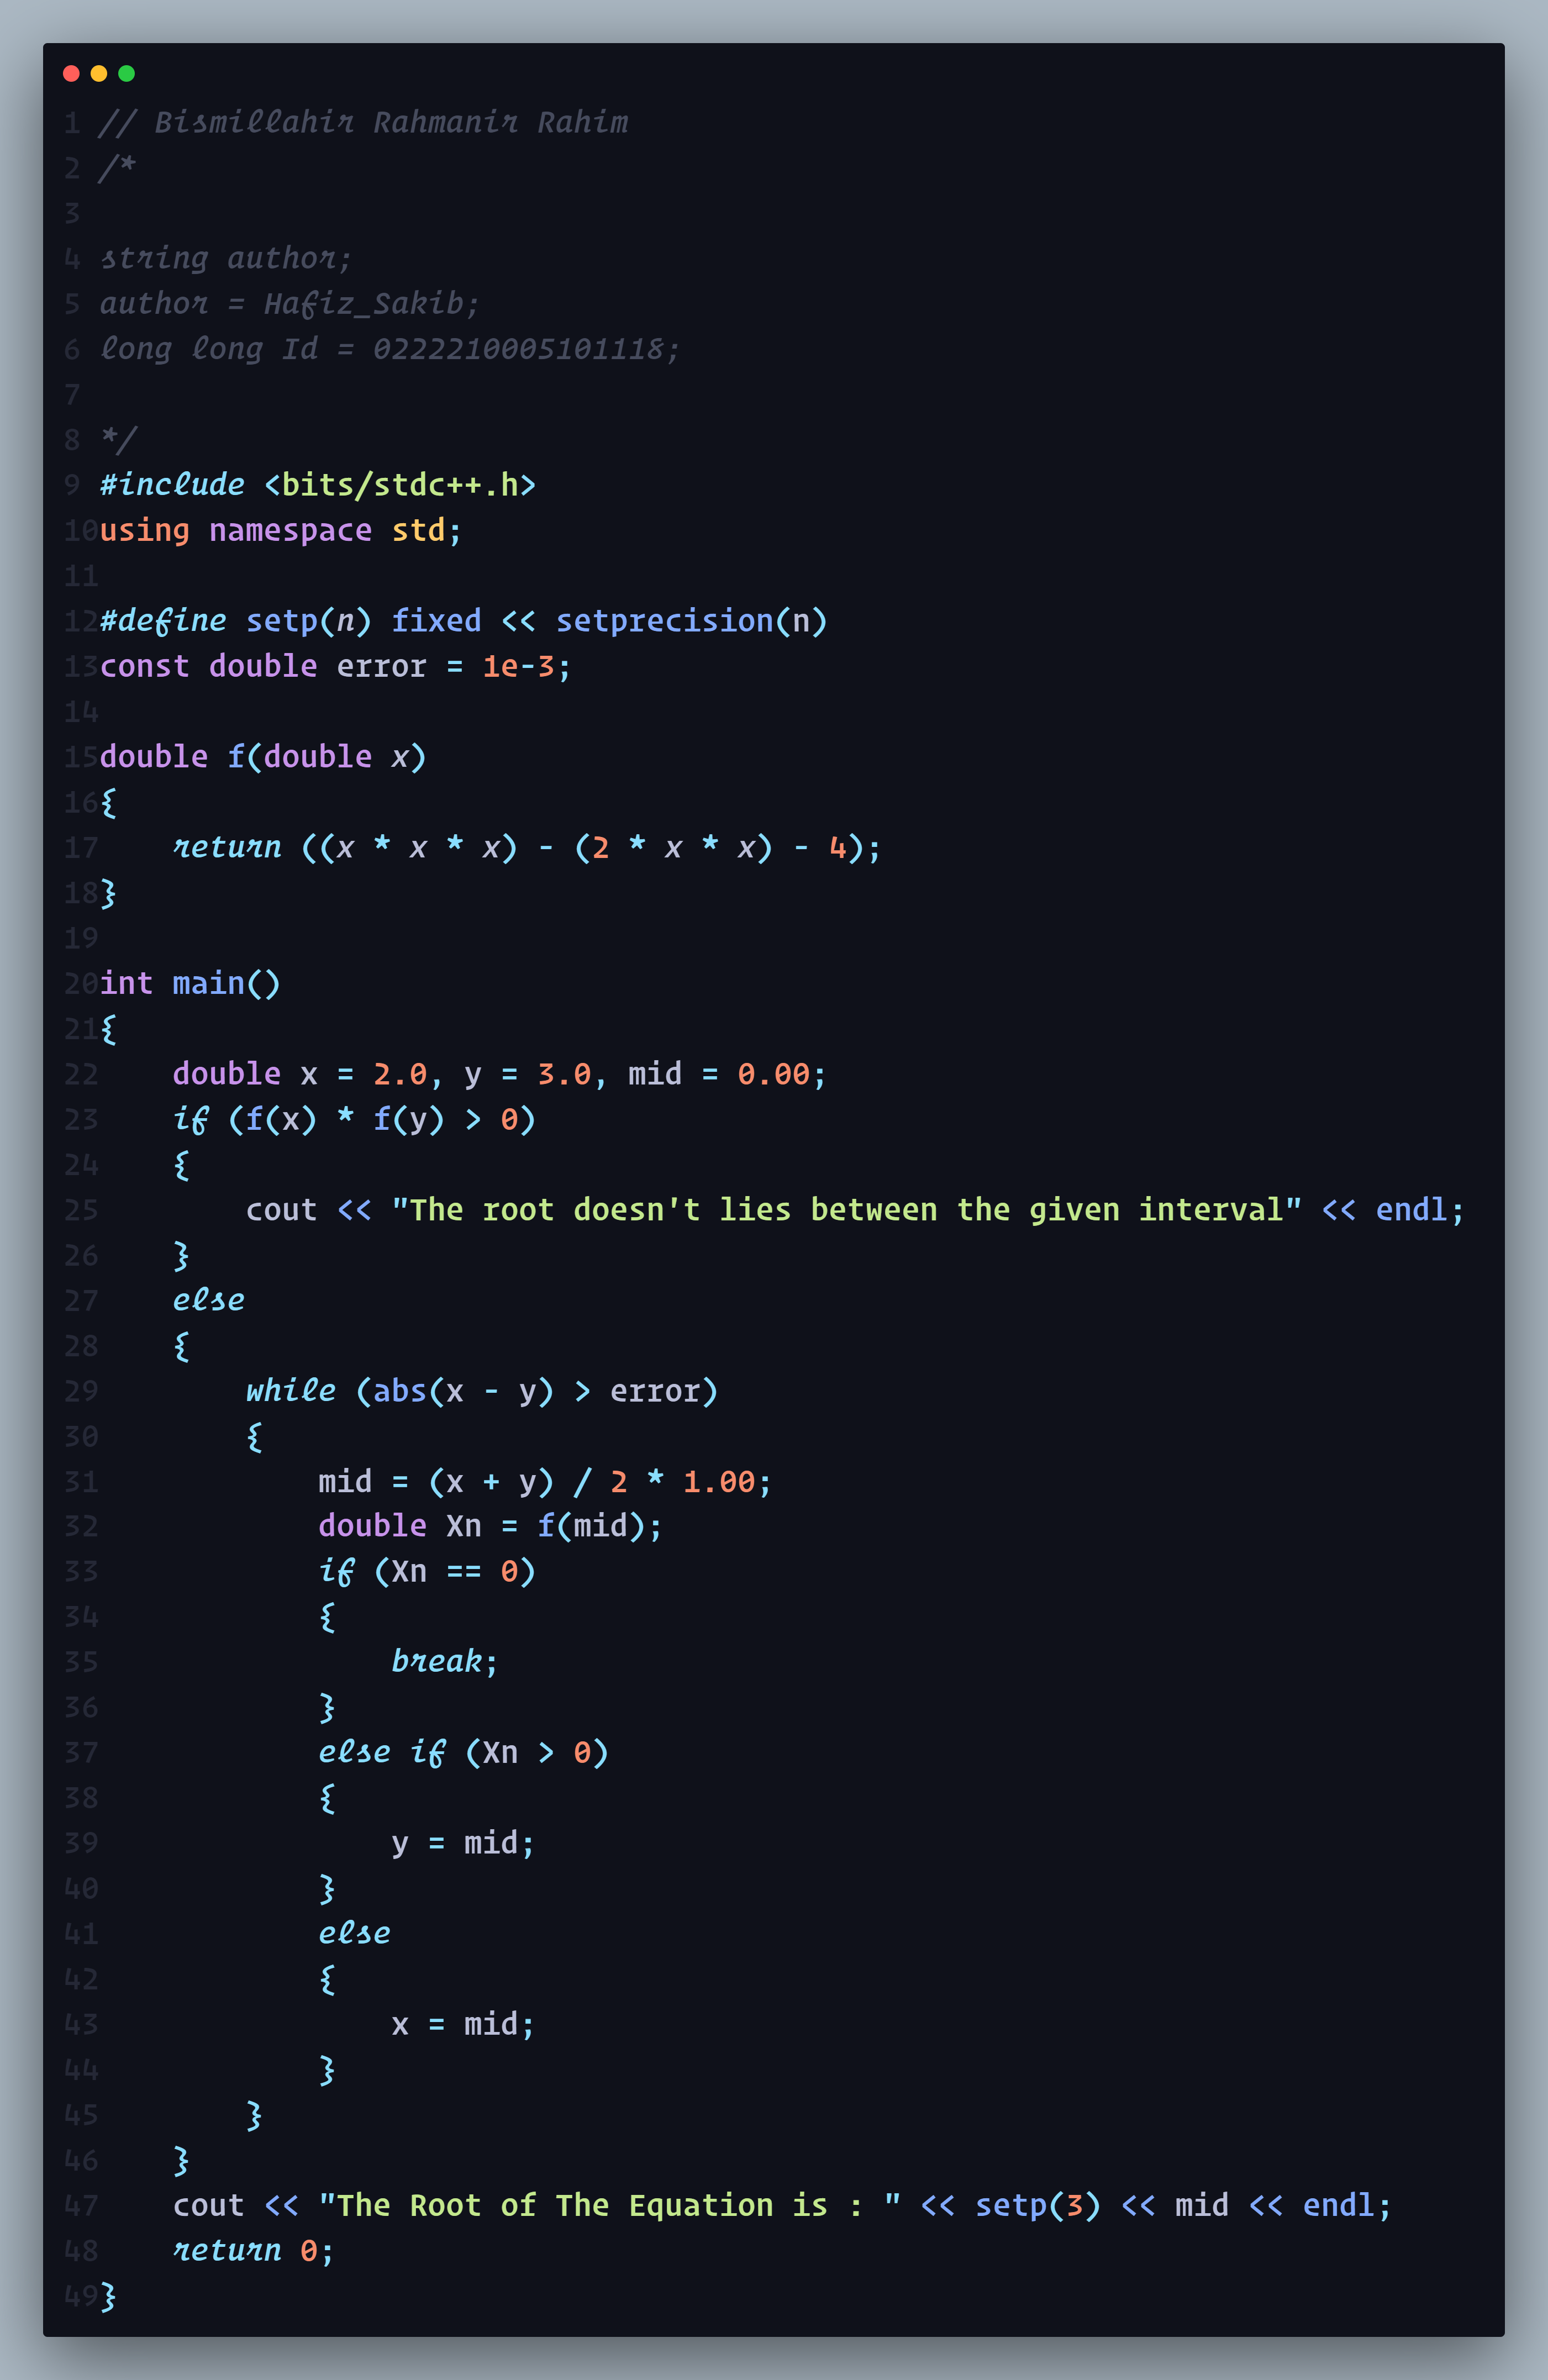 1 // Bismillahir Rahmanir Rahim
2 /*
3
4 string author;
5 author = Hafiz_Sakib;
6 long long Id = 0222210005101118;
7
8 */
9 #include <bits/stdc++.h>
10 using namespace std;
11
12 #define setp(n) fixed << setprecision(n)
13 const double error = 1e-3;
14
15 double f(double x)
16 {
17     return ((x * x * x) - (2 * x * x) - 4);
18 }
19
20 int main()
21 {
22     double x = 2.0, y = 3.0, mid = 0.00;
23     if (f(x) * f(y) > 0)
24     {
25         cout << "The root doesn't lies between the given interval" << endl;
26     }
27     else
28     {
29         while (abs(x - y) > error)
30         {
31             mid = (x + y) / 2 * 1.00;
32             double Xn = f(mid);
33             if (Xn == 0)
34             {
35                 break;
36             }
37             else if (Xn > 0)
38             {
39                 y = mid;
40             }
41             else
42             {
43                 x = mid;
44             }
45         }
46     }
47     cout << "The Root of The Equation is : " << setp(3) << mid << endl;
48     return 0;
49 }